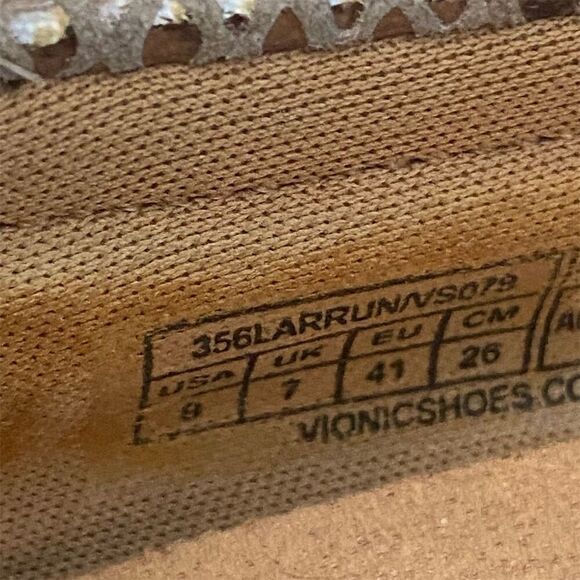 356LARRUN/VS079
USA UK EU CM
9 7 41 26
VIONICSHOES.CO